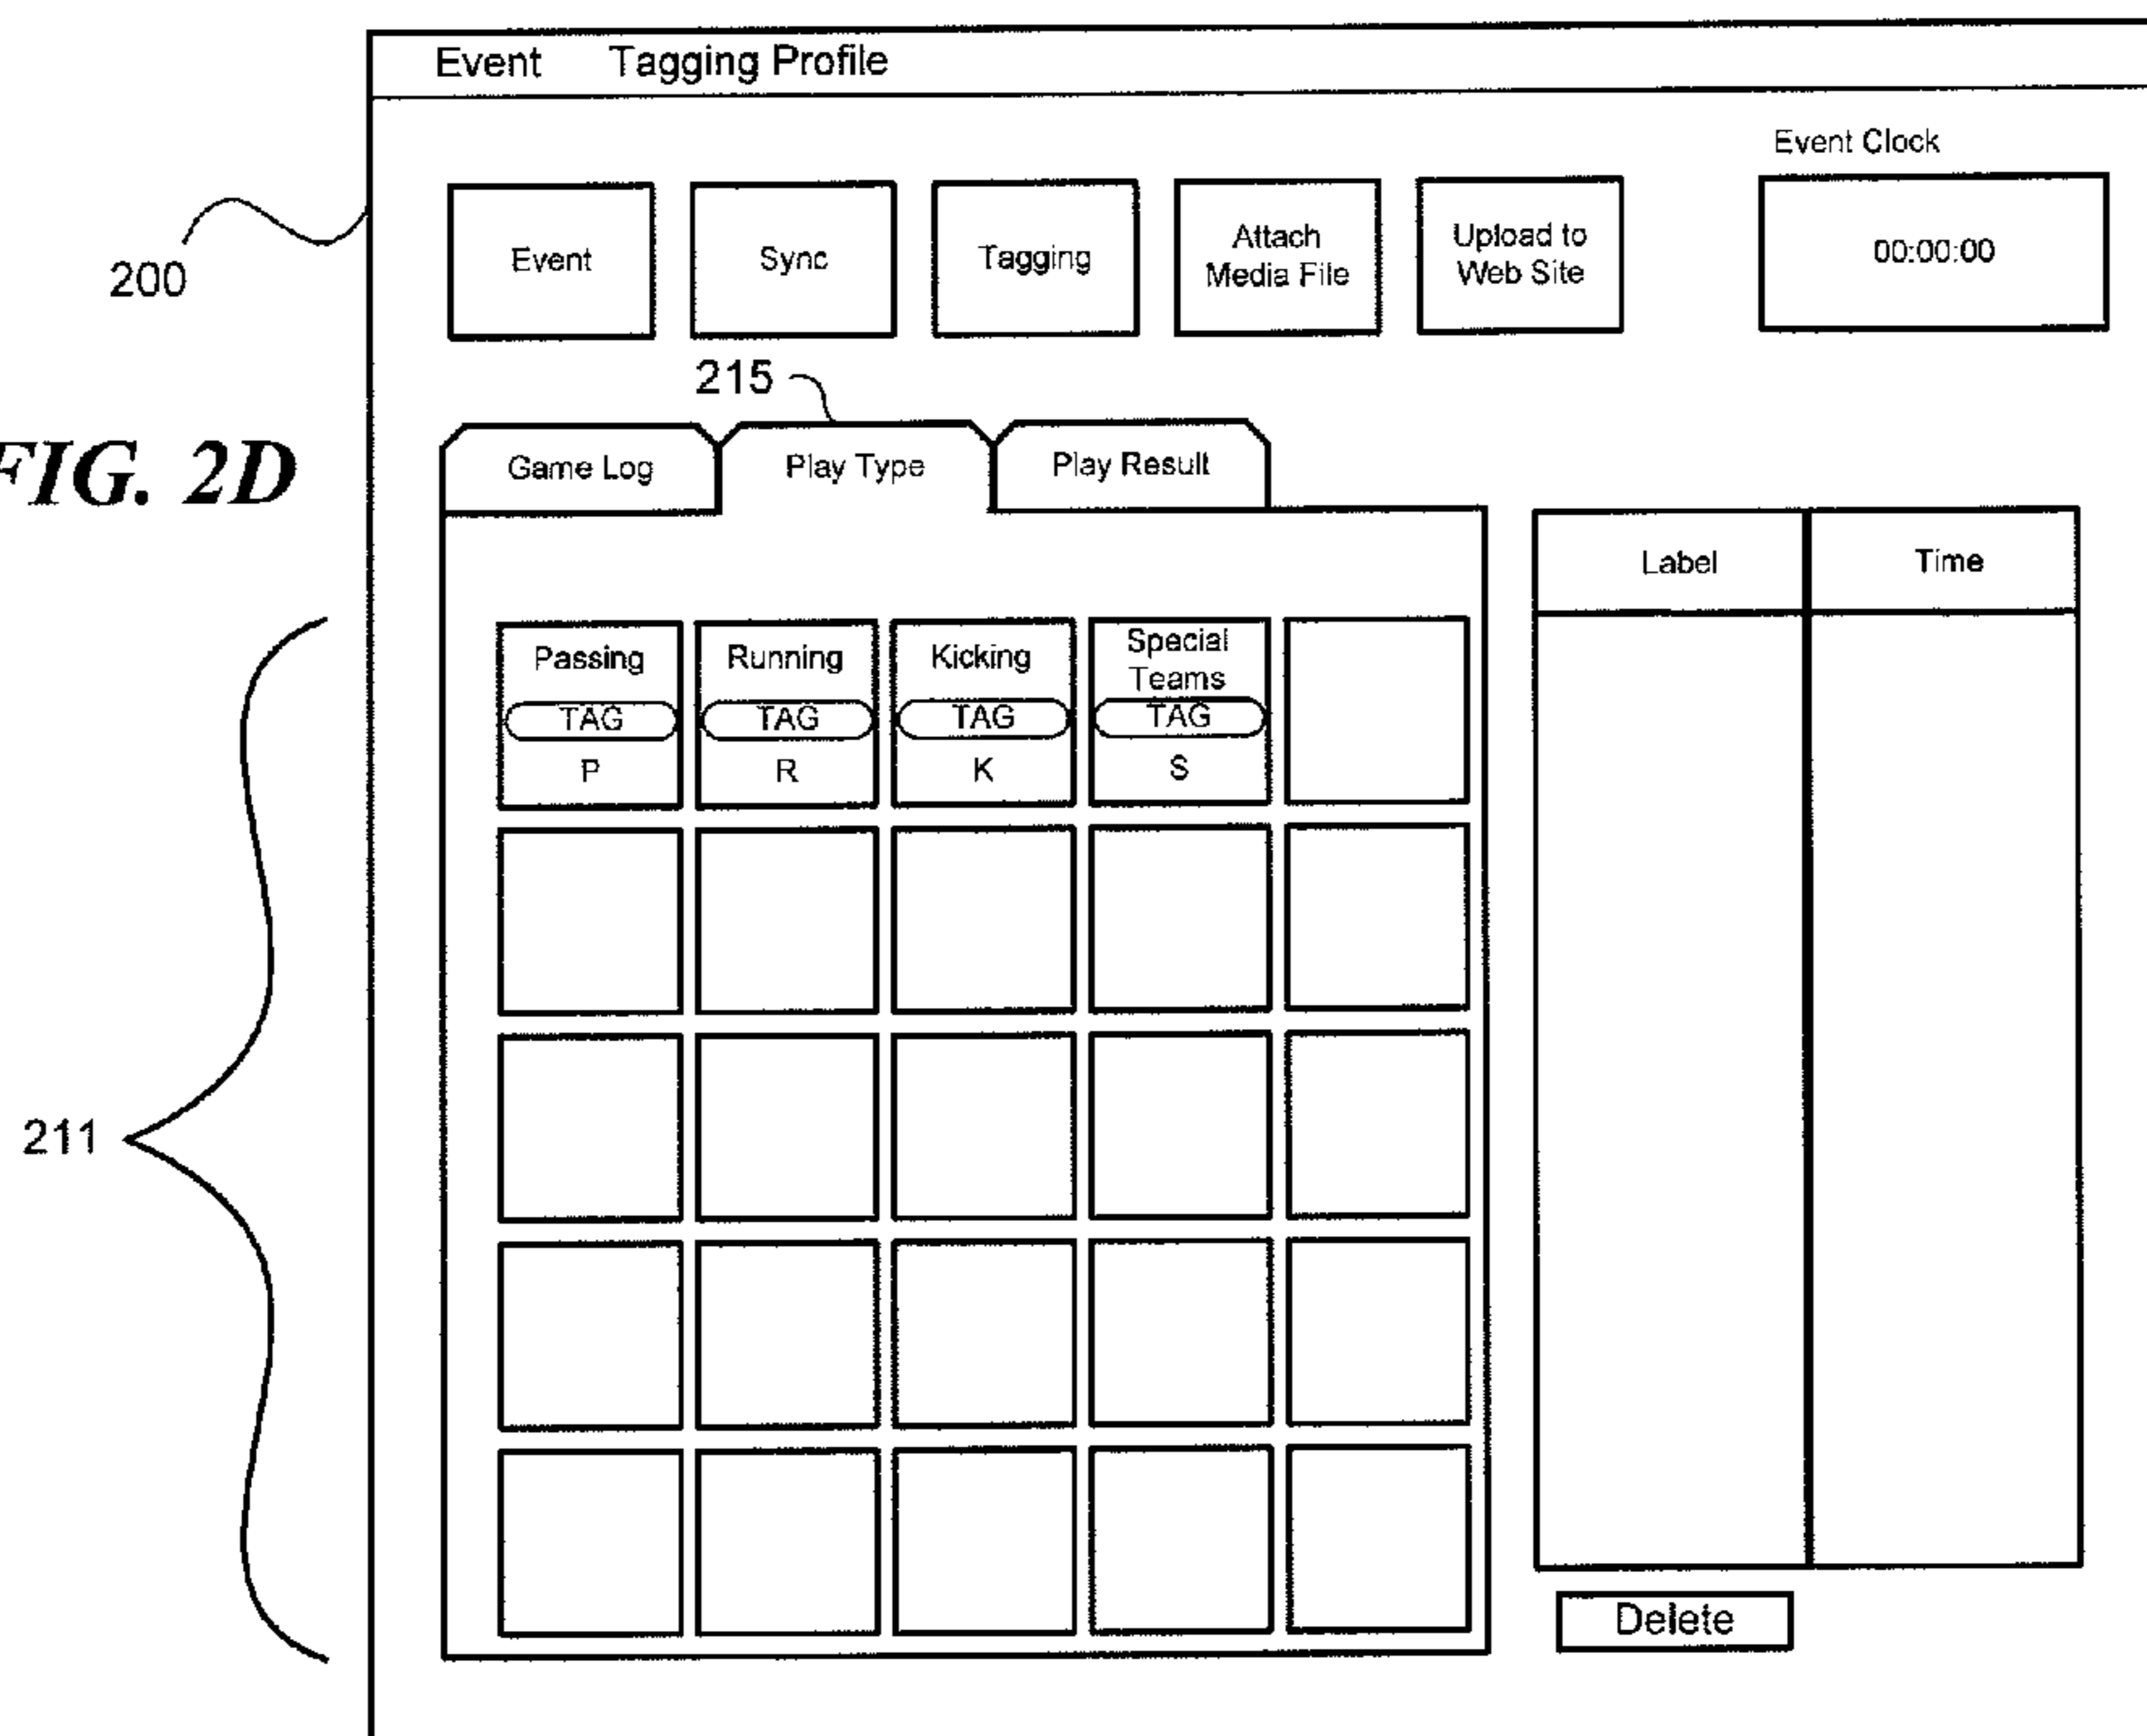 Event Tagging Profile
Event Clock
Event
Sync
Tagging
Attach
Media File
Upload to
Web Site
00:00:00
200
215
FIG. 2D
Game Log
Play Type
Play Result
Label
Time
Passing
TAG
P
Running
TAG
R
Kicking
TAG
K
Special
Teams
TAG
S
211
Delete